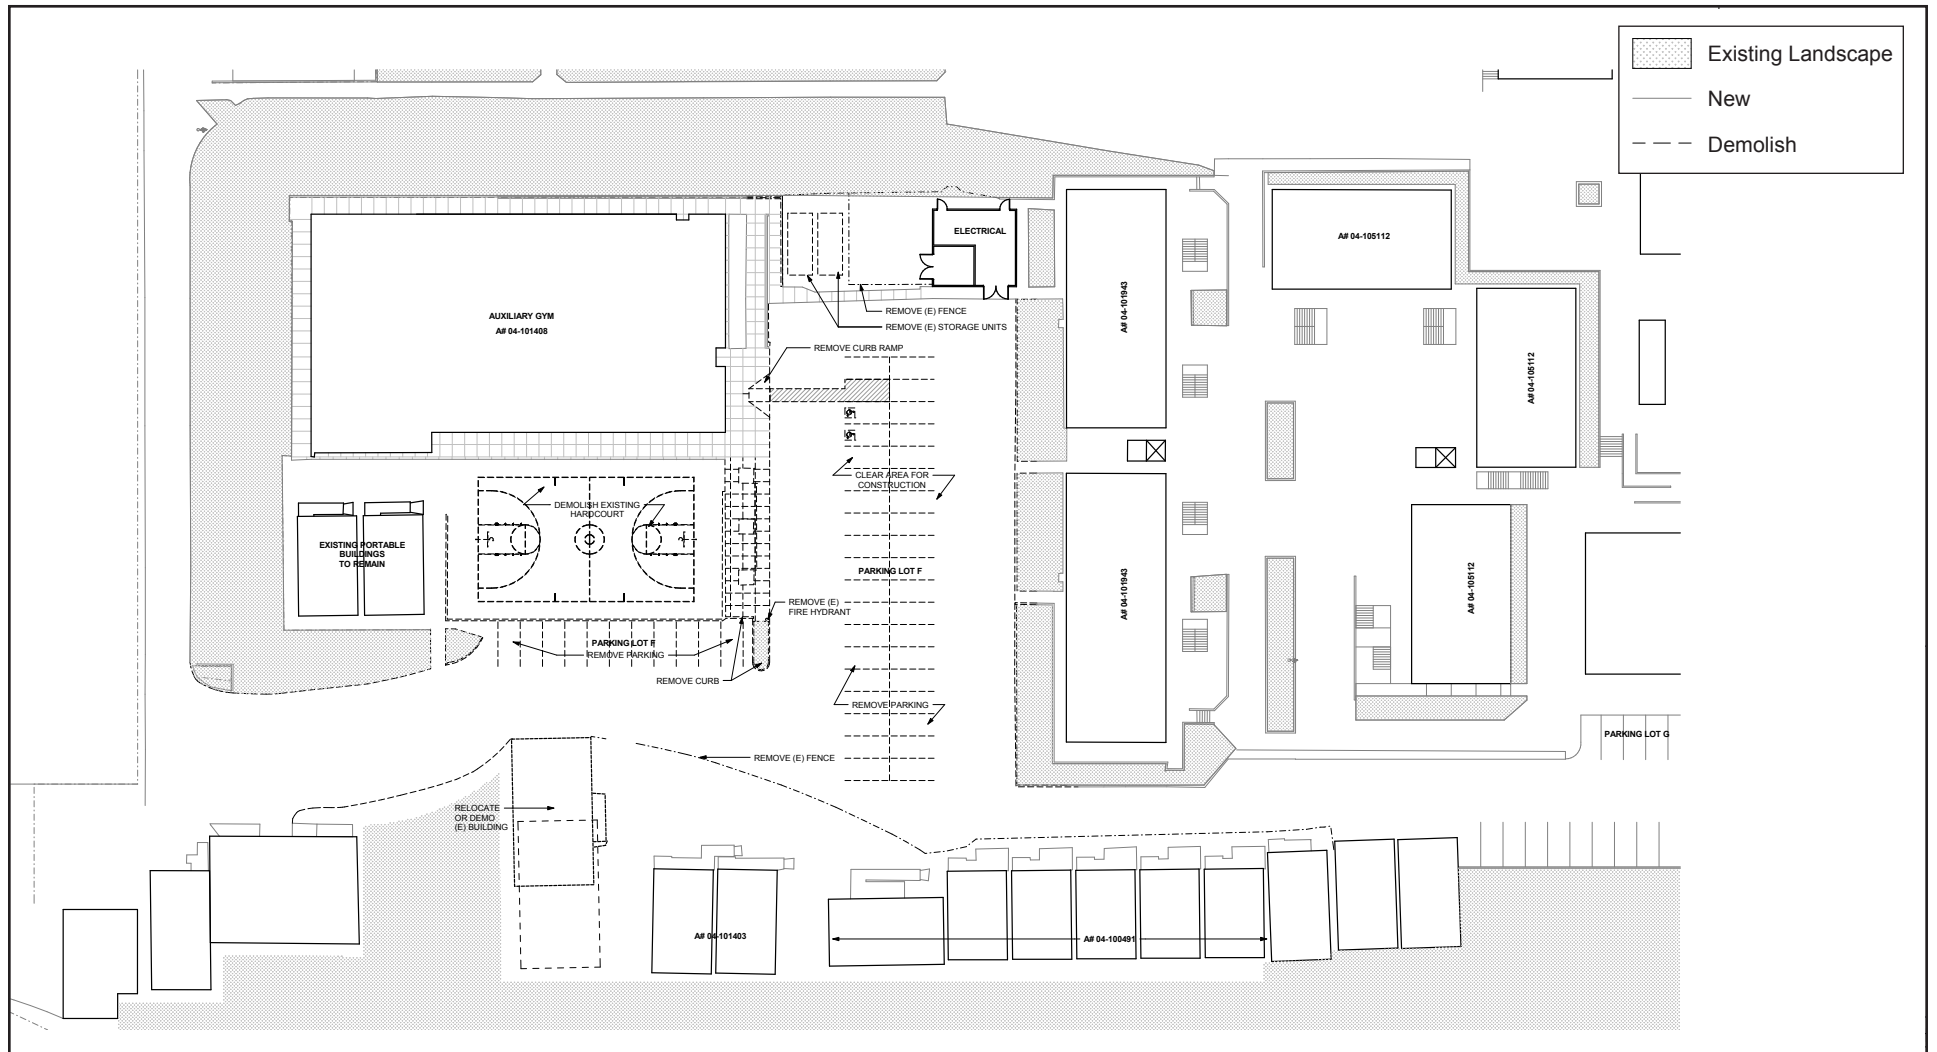 Existing Landscape
New
Demolish
ELECTRICAL
A# 04-105112
A# 04-101943
AUXILIARY GYM
A# 04-101408
REMOVE (E) FENCE
REMOVE (E) STORAGE UNITS
REMOVE CURB RAMP
A# 04-105112
CLEAR AREA FOR
CONSTRUCTION
DEMOLISH EXISTING
HARDCOURT
EXISTING PORTABLE
BUILDINGS
TO REMAIN
PARKING LOT F
A# 04-101943
A# 04-105112
REMOVE (E)
FIRE HYDRANT
PARKING LOT F
REMOVE PARKING
REMOVE CURB
REMOVE PARKING
PARKING LOT G
REMOVE (E) FENCE
RELOCATE
OR DEMO
(E) BUILDING
A# 04-101403
A# 04-100491